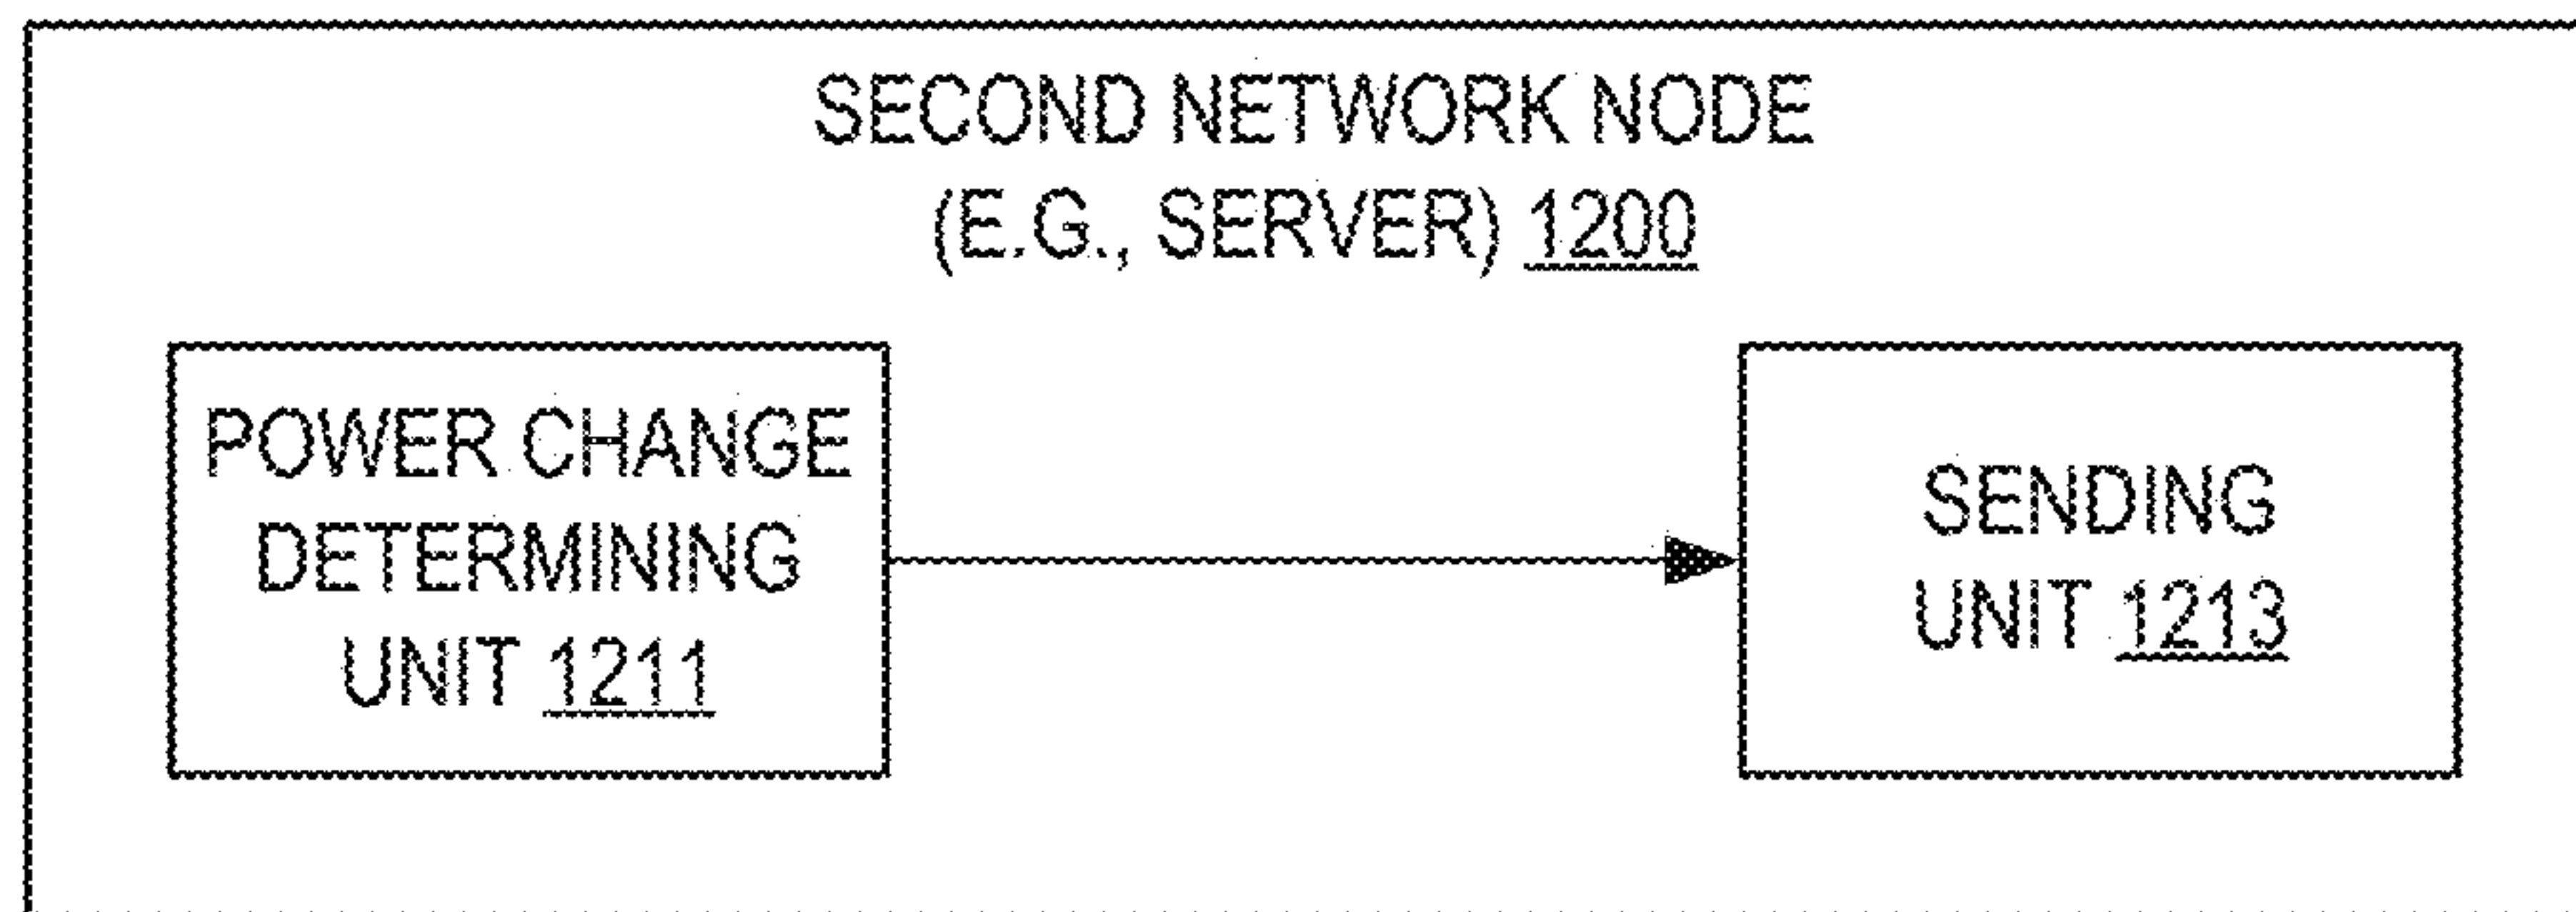 SECOND NETWORK NODE
(E.G., SERVER) 1200
POWER CHANGE
DETERMINING
UNIT 1211
SENDING
UNIT 1213